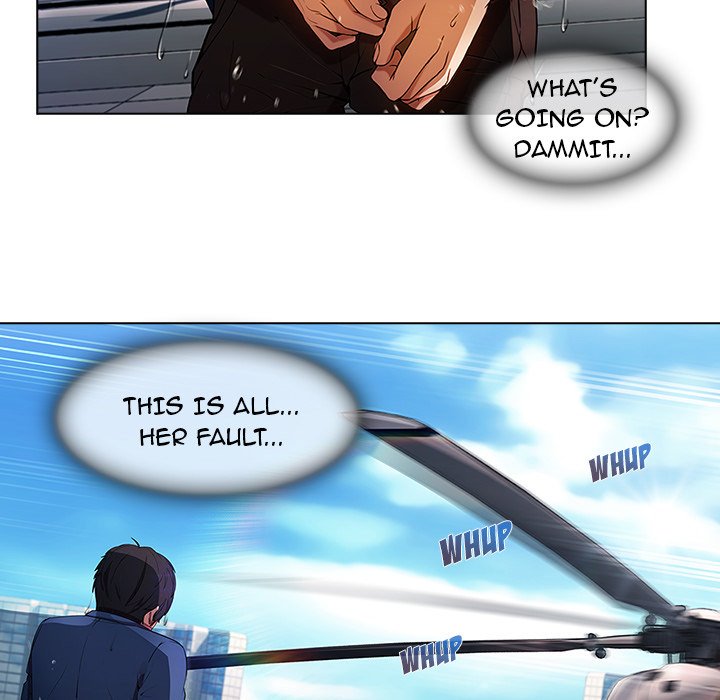 WHAT'S
GOING ON?
DAMMIT...
THIS IS ALL...
HER FAULT...
WHUP
WHUP
WHUP